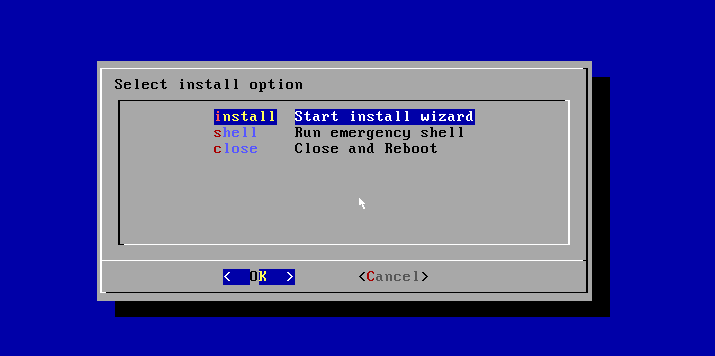 Select install option
install Start install wizard
shell Run emergency shell
close Close and Reboot
< OK > <Cancel>